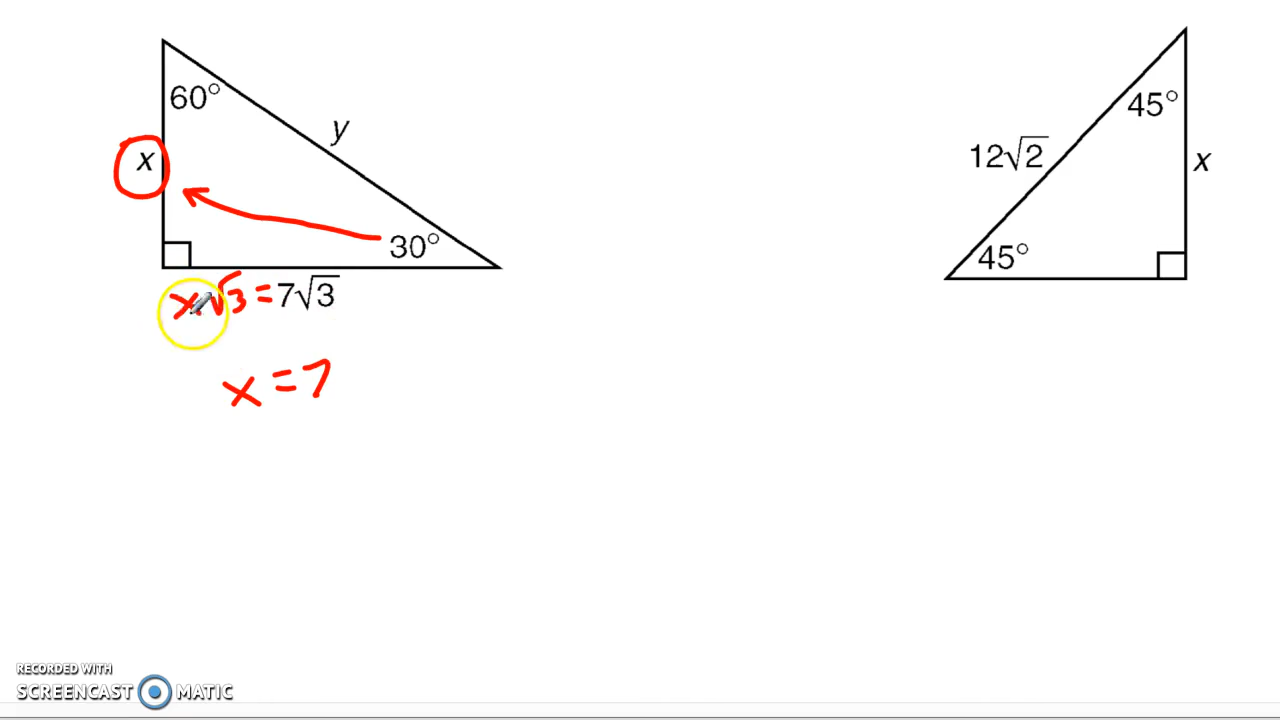 60°
y
x
30°
x√3 = 7√3
x = 7
45°
12√2
x
45°
RECORDED WITH
SCREENCAST MATIC